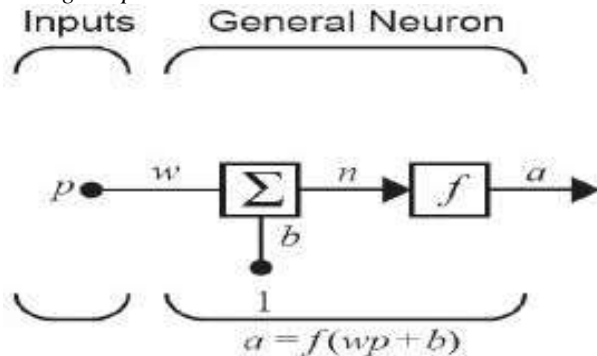 Inputs General Neuron
p w Σ n f a
b
1
a = f(wp + b)